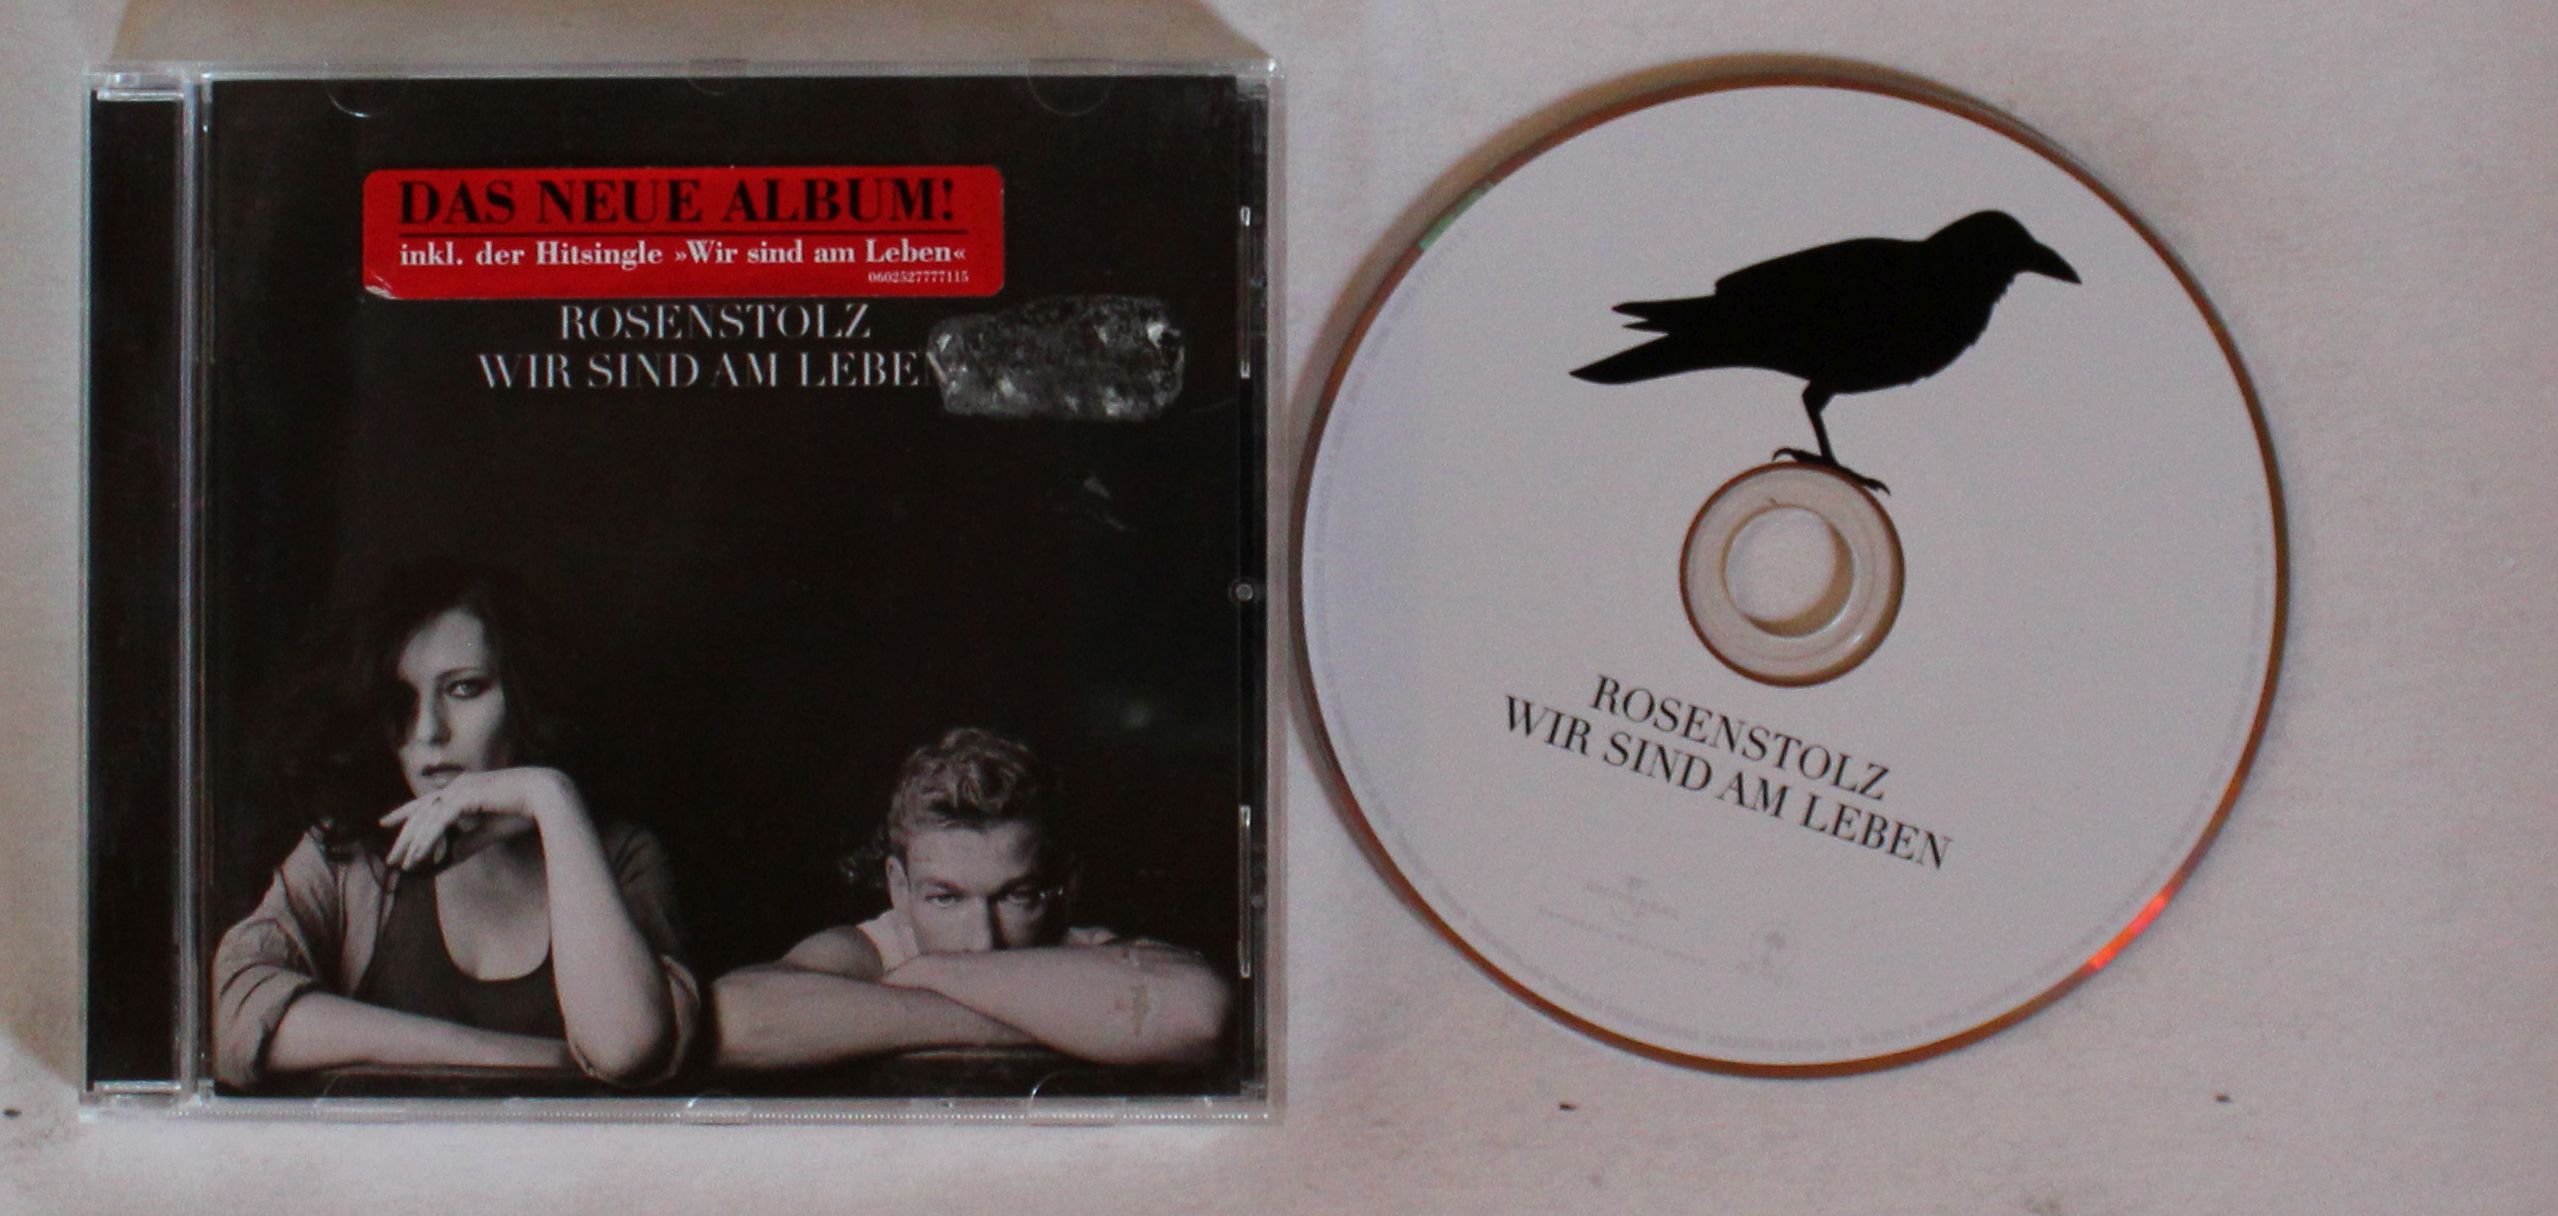 DAS NEUE ALBUM!
inkl. der Hitsingle »Wir sind am Leben«
0602527777115
ROSENSTOLZ
WIR SIND AM LEBEN
ROSENSTOLZ
WIR SIND AM LEBEN